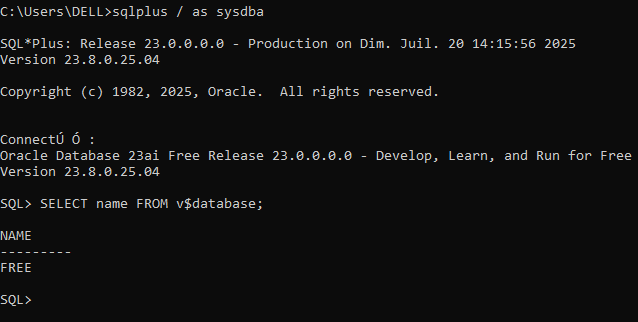 C:\Users\DELL>sqlplus / as sysdba
SQL*Plus: Release 23.0.0.0.0 - Production on Dim. Juil. 20 14:15:56 2025
Version 23.8.0.25.04
Copyright (c) 1982, 2025, Oracle.  All rights reserved.
ConnectÚ Ó :
Oracle Database 23ai Free Release 23.0.0.0.0 - Develop, Learn, and Run for Free
Version 23.8.0.25.04
SQL> SELECT name FROM v$database;
NAME
---------
FREE
SQL>